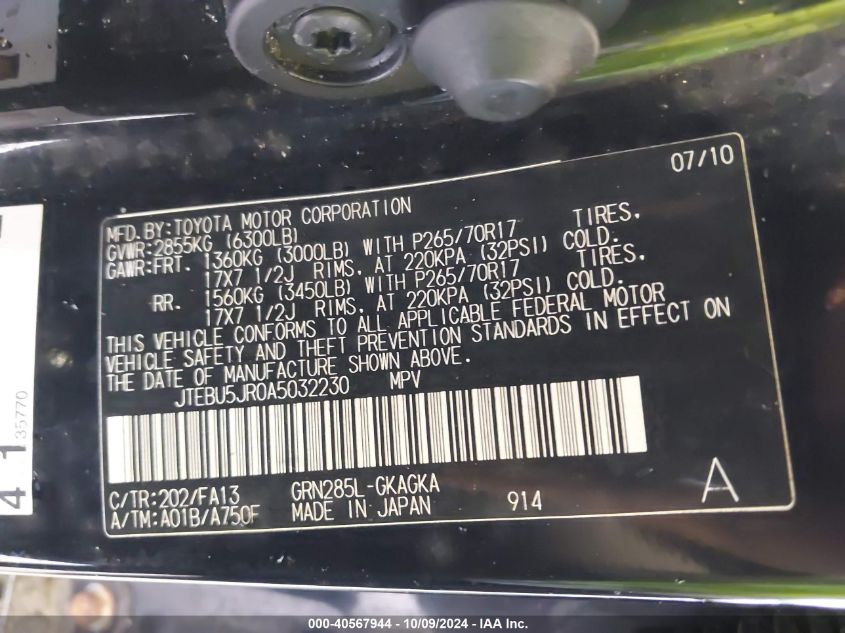 07/10
MFD.BY:TOYOTA MOTOR CORPORATION
GVWR:2855KG (6300LB)
GAWR:FRT. 1360KG (3000LB) WITH P265/70R17 TIRES,
17X7 1/2J RIMS, AT 220KPA (32PSI) COLD.
RR. 1560KG (3450LB) WITH P265/70R17 TIRES,
17X7 1/2J RIMS, AT 220KPA (32PSI) COLD.
THIS VEHICLE CONFORMS TO ALL APPLICABLE FEDERAL MOTOR
VEHICLE SAFETY AND THEFT PREVENTION STANDARDS IN EFFECT ON
THE DATE OF MANUFACTURE SHOWN ABOVE.
JTEBU5JR0A5032230 MPV
C/TR:202/FA13 GRN285L-GKAGKA
A/TM:A01B/A750F MADE IN JAPAN 914 A
41
35770
000-40567944 - 10/09/2024 - IAA Inc.